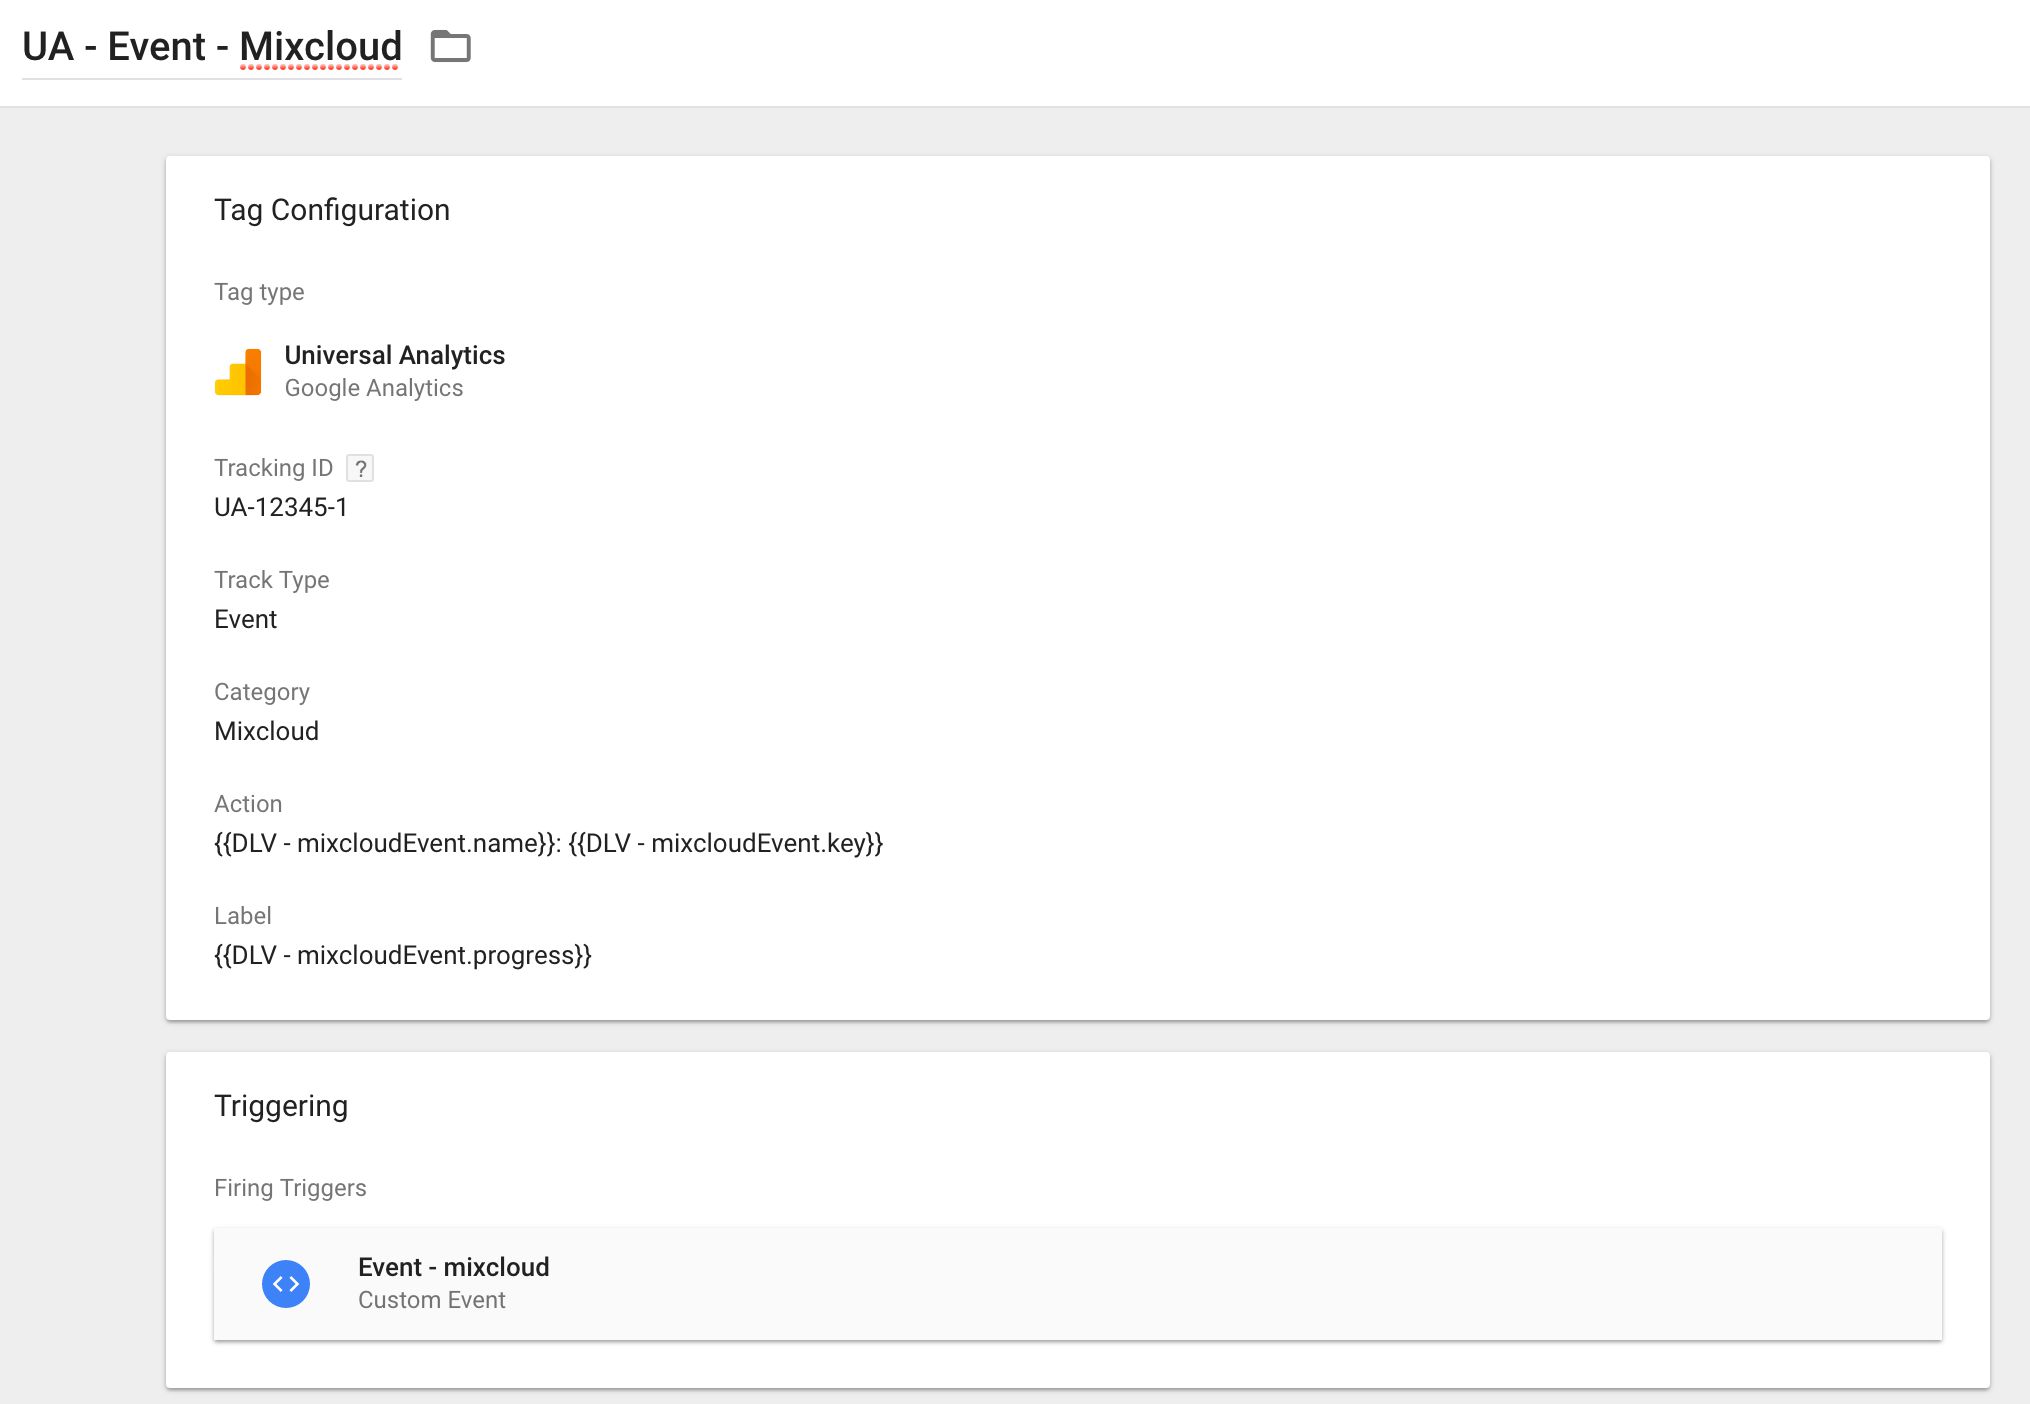 UA - Event - Mixcloud
Tag Configuration
Tag type
Universal Analytics
Google Analytics
Tracking ID ?
UA-12345-1
Track Type
Event
Category
Mixcloud
Action
{{DLV - mixcloudEvent.name}}: {{DLV - mixcloudEvent.key}}
Label
{{DLV - mixcloudEvent.progress}}
Triggering
Firing Triggers
Event - mixcloud
Custom Event